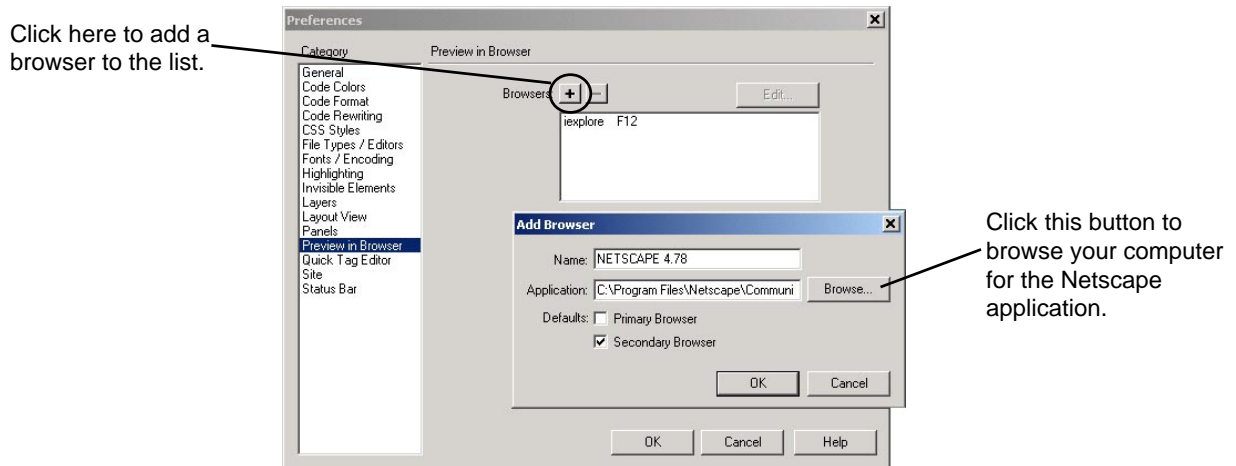 Click here to add a
browser to the list.
Preferences
Category
Preview in Browser
General
Code Colors
Code Format
Code Rewriting
CSS Styles
File Types / Editors
Fonts / Encoding
Highlighting
Invisible Elements
Layers
Layout View
Panels
Preview in Browser
Quick Tag Editor
Site
Status Bar
Browsers: + −
Edit...
iexplore F12
Add Browser
Name: NETSCAPE 4.78
Application: C:\Program Files\Netscape\Communi Browse...
Defaults: Primary Browser
Secondary Browser
OK Cancel
OK Cancel Help
Click this button to
browse your computer
for the Netscape
application.